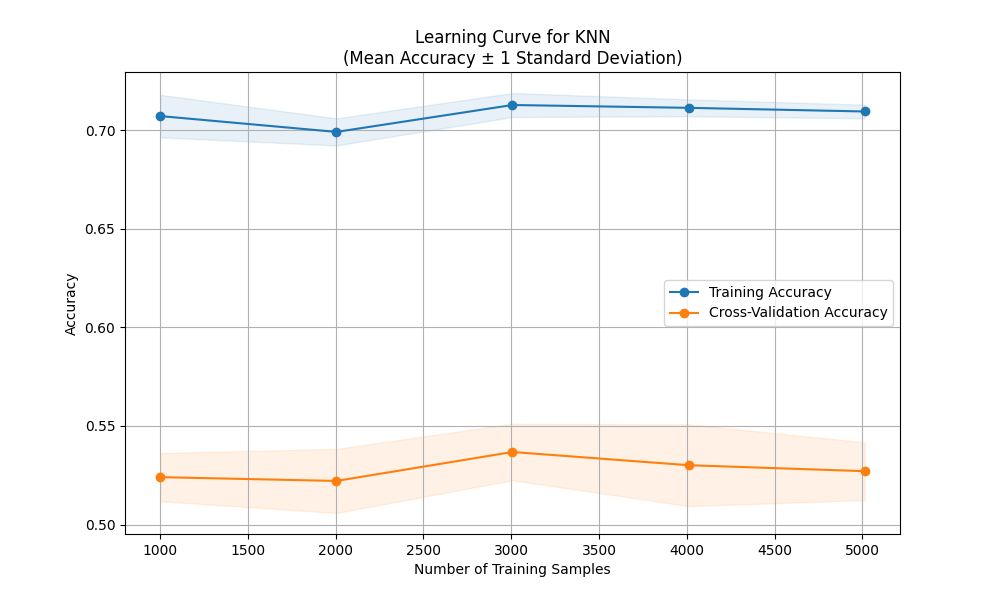 Learning Curve for KNN
(Mean Accuracy ± 1 Standard Deviation)
0.70
0.65
0.60
0.55
0.50
Accuracy
Training Accuracy
Cross-Validation Accuracy
1000 1500 2000 2500 3000 3500 4000 4500 5000
Number of Training Samples